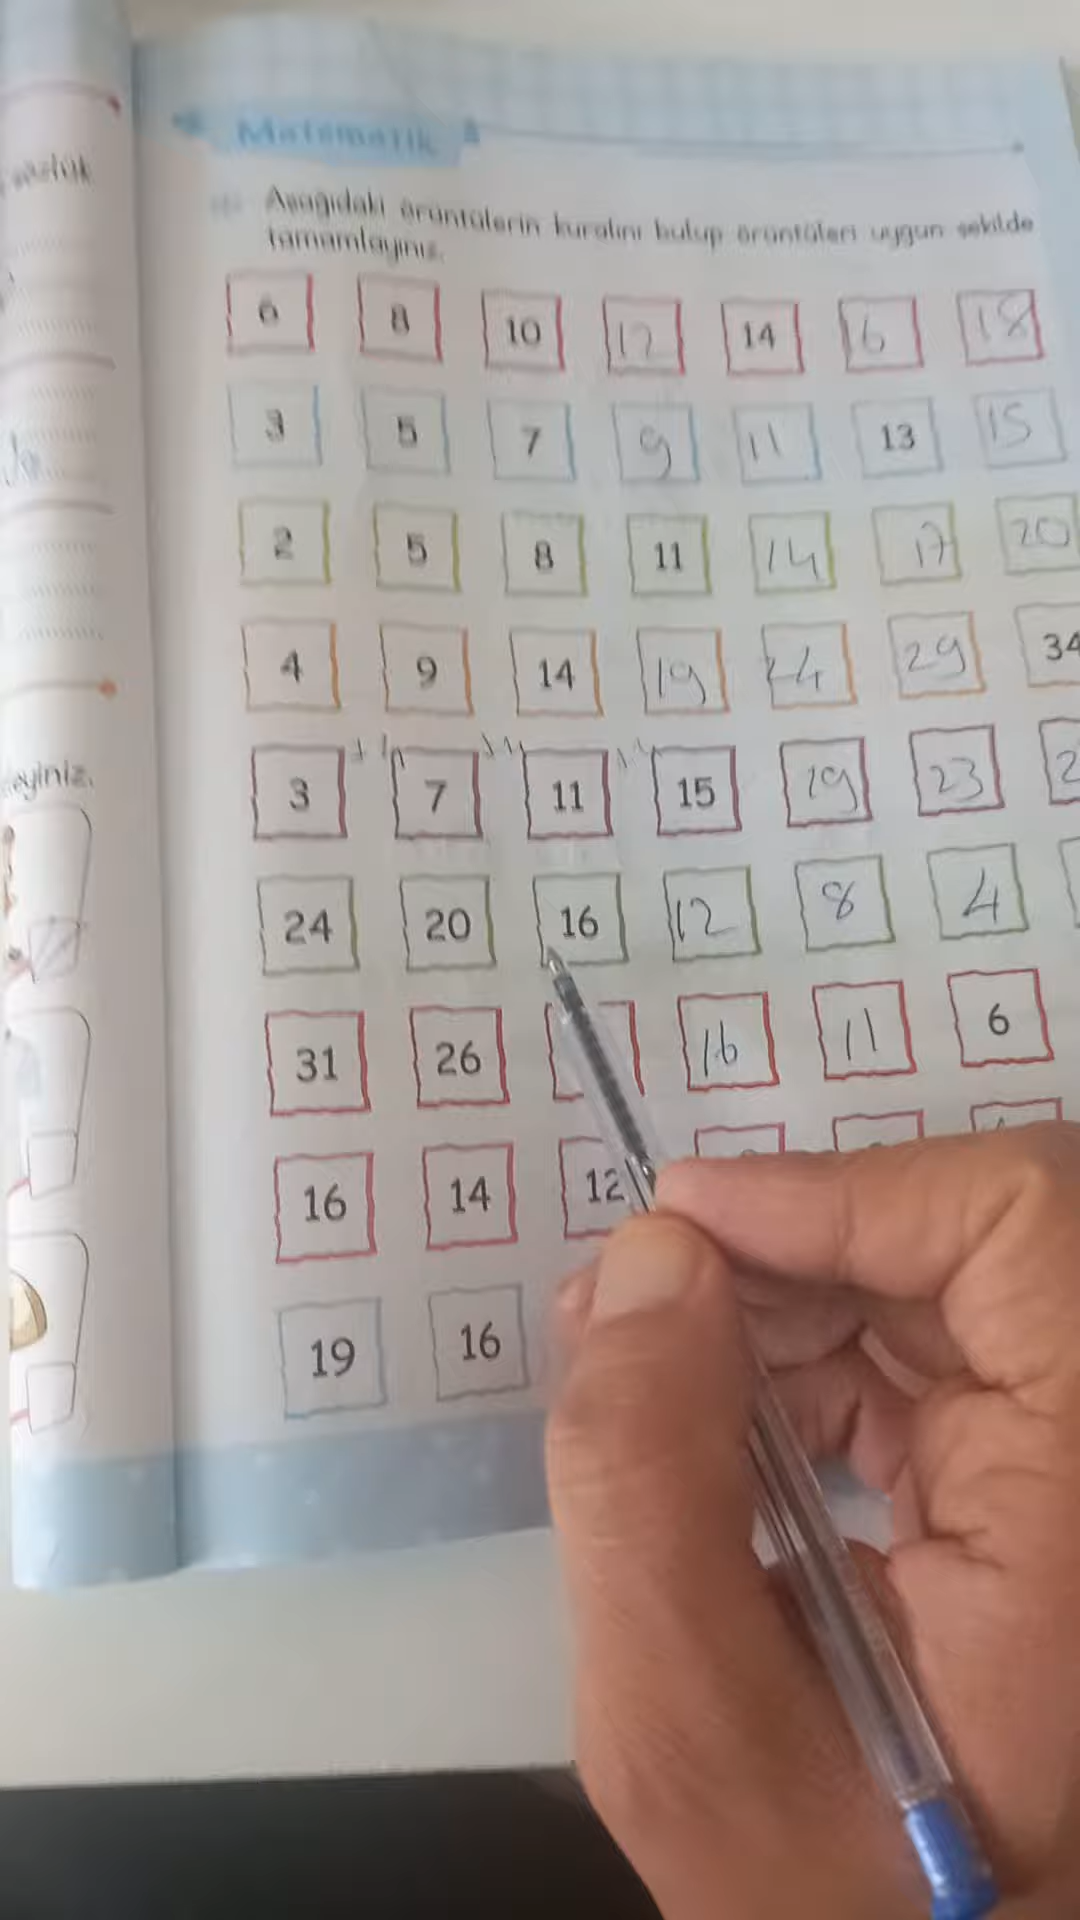 Matematik
Aşağıdaki örüntülerin kuralını bulup örüntüleri uygun şekilde
tamamlayınız.
6 8 10 12 14 16 18
3 5 7 9 11 13 15
2 5 8 11 14 17 20
4 9 14 19 24 29 34
3 7 11 15 19 23
24 20 16 12 8 4
31 26 16 11 6
16 14 12
19 16